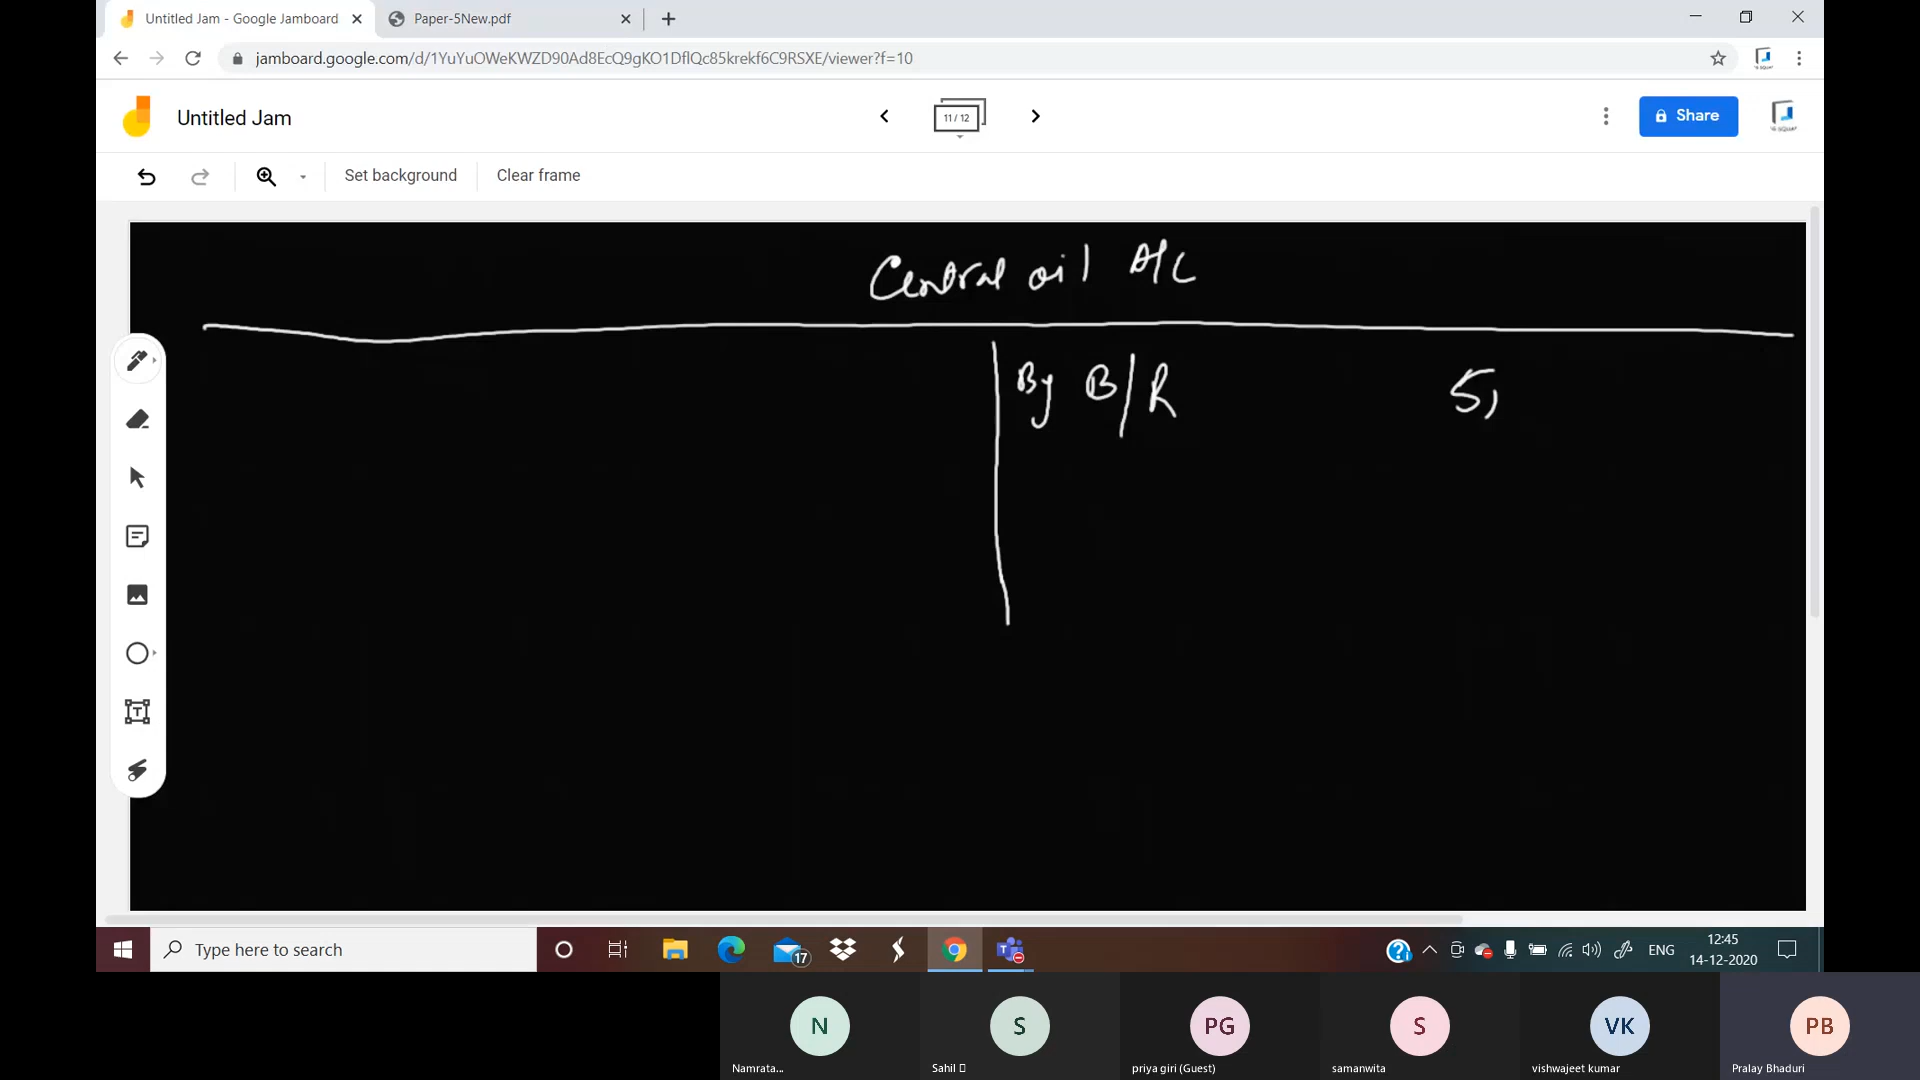 Untitled Jam - Google Jamboard
Paper-5New.pdf
jamboard.google.com/d/1YuYuOWeKWZD90Ad8EcQ9gKO1DflQc85krekf6C9RSXE/viewer?f=10
Untitled Jam
11 / 12
Share
Set background
Clear frame
Central oil A/C
By B/R 5,
Type here to search
17
ENG
12:45
14-12-2020
N
S
PG
S
VK
PB
Namrata...
Sahil
priya giri (Guest)
samanwita
vishwajeet kumar
Pralay Bhaduri